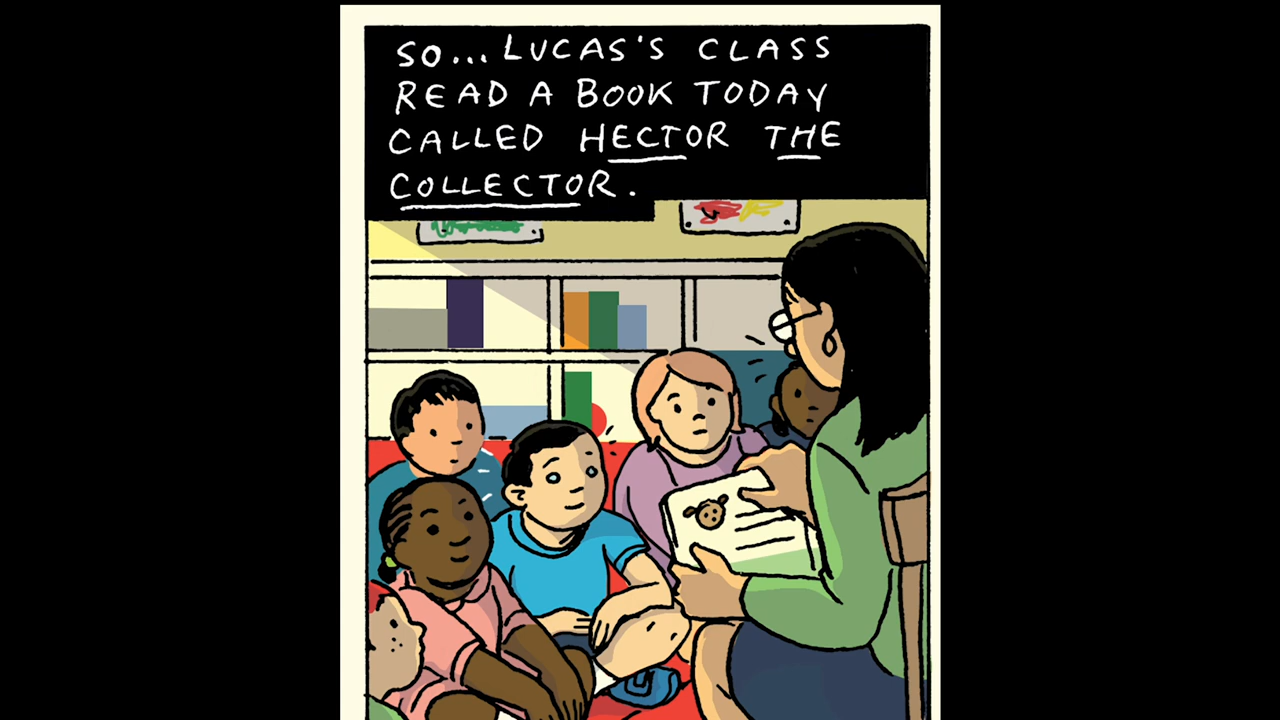 SO... LUCAS'S CLASS
READ A BOOK TODAY
CALLED HECTOR THE
COLLECTOR.